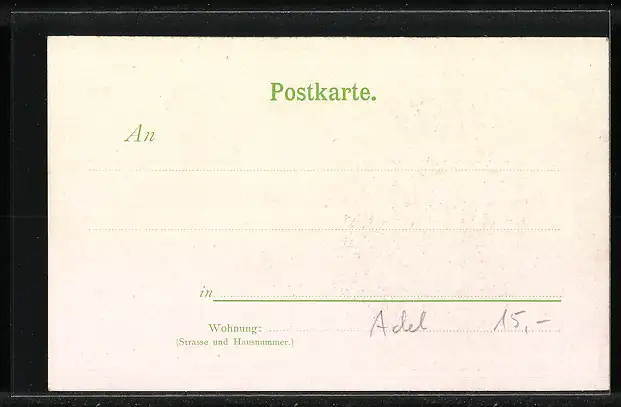 Postkarte.
An
in
Wohnung: Adel 15,-
(Strasse und Hausnummer.)